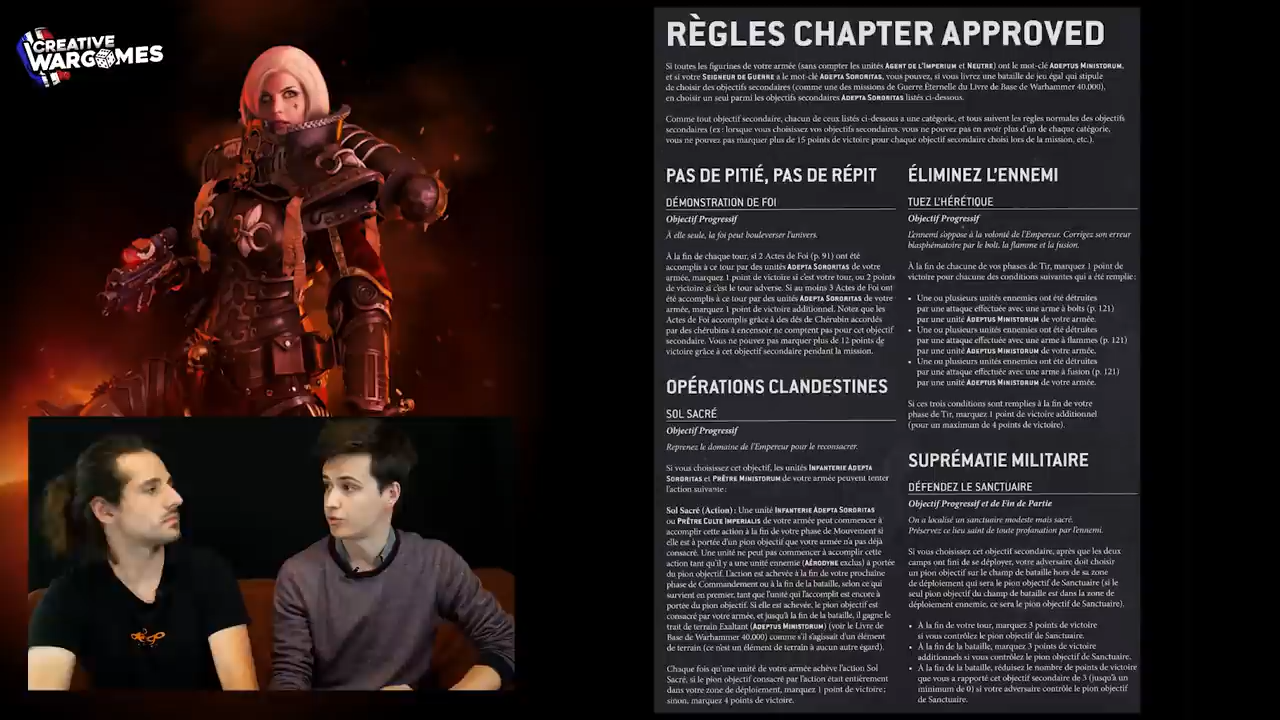 CREATIVE
WARGOMES
RÈGLES CHAPTER APPROVED
Si toutes les figurines de votre armée (sans compter les unités AGENT DE L'IMPERIUM et NEUTRE) ont le mot-clé ADEPTUS MINISTORUM,
et si votre SEIGNEUR DE GUERRE a le mot-clé ADEPTA SORORITAS, vous pouvez, si vous livrez une bataille de jeu égal qui stipule
de choisir des objectifs secondaires (comme une des missions de Guerre Éternelle du Livre de Base de Warhammer 40.000),
en choisir un seul parmi les objectifs secondaires ADEPTA SORORITAS listés ci-dessous.
Comme tout objectif secondaire, chacun de ceux listés ci-dessous a une catégorie, et tous suivent les règles normales des objectifs
secondaires (ex : lorsque vous choisissez vos objectifs secondaires, vous ne pouvez pas en avoir plus d'un de chaque catégorie,
vous ne pouvez pas marquer plus de 15 points de victoire pour chaque objectif secondaire choisi lors de la mission, etc.).
PAS DE PITIÉ, PAS DE RÉPIT
DÉMONSTRATION DE FOI
Objectif Progressif
À elle seule, la foi peut bouleverser l'univers.
À la fin de chaque tour, si 2 Actes de Foi (p. 91) ont été
accomplis à ce tour par des unités ADEPTA SORORITAS de votre
armée, marquez 1 point de victoire si c'est votre tour, ou 2 points
de victoire si c'est le tour adverse. Si au moins 3 Actes de Foi ont
été accomplis à ce tour par des unités ADEPTA SORORITAS de votre
armée, marquez 1 point de victoire additionnel. Notez que les
Actes de Foi accomplis grâce à des dés de Chérubin accordés
par des chérubins à encensoir ne comptent pas pour cet objectif
secondaire. Vous ne pouvez pas marquer plus de 12 points de
victoire grâce à cet objectif secondaire pendant la mission.
OPÉRATIONS CLANDESTINES
SOL SACRÉ
Objectif Progressif
Reprenez le domaine de l'Empereur pour le reconsacrer.
Si vous choisissez cet objectif, les unités INFANTERIE ADEPTA
SORORITAS et PRÊTRE MINISTORUM de votre armée peuvent tenter
l'action suivante :
Sol Sacré (Action) : Une unité INFANTERIE ADEPTA SORORITAS
ou PRÊTRE CULTE IMPERIALIS de votre armée peut commencer à
accomplir cette action à la fin de votre phase de Mouvement si
elle est à portée d'un pion objectif que votre armée n'a pas déjà
consacré. Une unité ne peut pas commencer à accomplir cette
action tant qu'il y a une unité ennemie (AÉRODYNE exclus) à portée
du pion objectif. L'action est achevée à la fin de votre prochaine
phase de Commandement ou à la fin de la bataille, selon ce qui
survient en premier, tant que l'unité qui l'accomplit est encore à
portée du pion objectif. Si elle est achevée, le pion objectif est
consacré par votre armée, et jusqu'à la fin de la bataille, il gagne le
trait de terrain Exaltant (ADEPTUS MINISTORUM) (voir le Livre de
Base de Warhammer 40.000) comme s'il s'agissait d'un élément
de terrain (ce n'est un élément de terrain à aucun autre égard).
Chaque fois qu'une unité de votre armée achève l'action Sol
Sacré, si le pion objectif consacré par l'action était entièrement
dans votre zone de déploiement, marquez 1 point de victoire ;
sinon, marquez 4 points de victoire.
ÉLIMINEZ L'ENNEMI
TUEZ L'HÉRÉTIQUE
Objectif Progressif
L'ennemi s'oppose à la volonté de l'Empereur. Corrigez son erreur
blasphématoire par le bolt, la flamme et la fusion.
À la fin de chacune de vos phases de Tir, marquez 1 point de
victoire pour chacune des conditions suivantes qui a été remplie :
• Une ou plusieurs unités ennemies ont été détruites
par une attaque effectuée avec une arme à bolts (p. 121)
par une unité ADEPTUS MINISTORUM de votre armée.
• Une ou plusieurs unités ennemies ont été détruites
par une attaque effectuée avec une arme à flammes (p. 121)
par une unité ADEPTUS MINISTORUM de votre armée.
• Une ou plusieurs unités ennemies ont été détruites
par une attaque effectuée avec une arme à fusion (p. 121)
par une unité ADEPTUS MINISTORUM de votre armée.
Si ces trois conditions sont remplies à la fin de votre
phase de Tir, marquez 1 point de victoire additionnel
(pour un maximum de 4 points de victoire).
SUPRÉMATIE MILITAIRE
DÉFENDEZ LE SANCTUAIRE
Objectif Progressif et de Fin de Partie
On a localisé un sanctuaire modeste mais sacré.
Préservez ce lieu saint de toute profanation par l'ennemi.
Si vous choisissez cet objectif secondaire, après que les deux
camps ont fini de se déployer, votre adversaire doit choisir
un pion objectif sur le champ de bataille hors de sa zone
de déploiement qui sera le pion objectif de Sanctuaire (si le
seul pion objectif du champ de bataille est dans la zone de
déploiement ennemie, ce sera le pion objectif de Sanctuaire).
• À la fin de votre tour, marquez 3 points de victoire
si vous contrôlez le pion objectif de Sanctuaire.
• À la fin de la bataille, marquez 3 points de victoire
additionnels si vous contrôlez le pion objectif de Sanctuaire.
• À la fin de la bataille, réduisez le nombre de points de victoire
que vous a rapporté cet objectif secondaire de 3 (jusqu'à un
minimum de 0) si votre adversaire contrôle le pion objectif
de Sanctuaire.